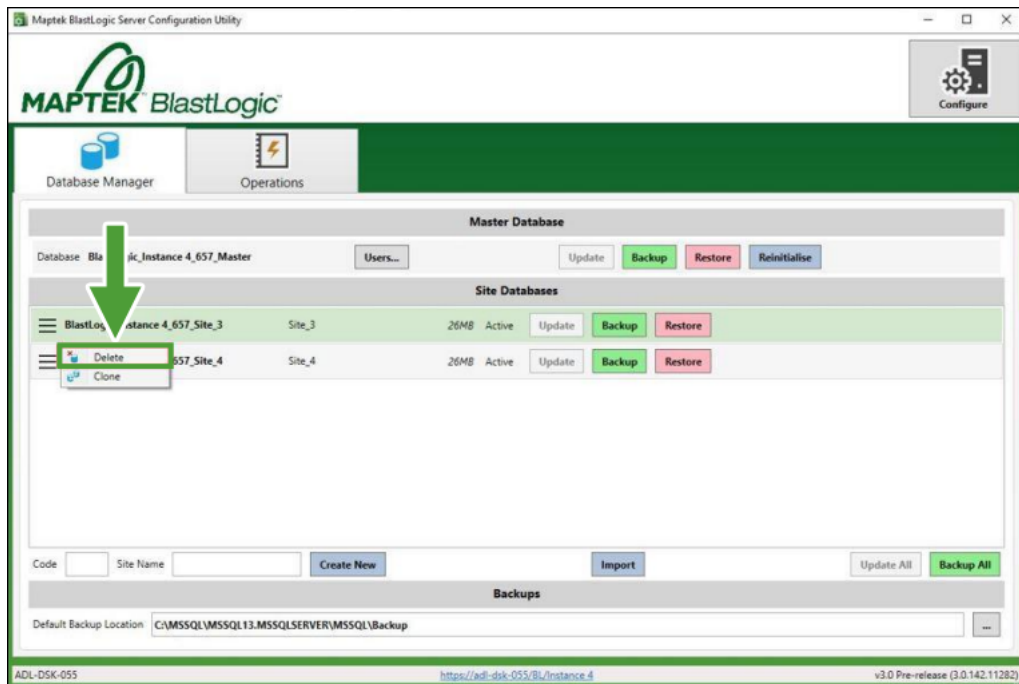 Maptek BlastLogic Server Configuration Utility
MAPTEK BlastLogic
Configure
Database Manager
Operations
Master Database
Database Bla ic_Instance 4_657_Master Users... Update Backup Restore Reinitialise
Site Databases
BlastLog stance 4_657_Site_3 Site_3 26MB Active Update Backup Restore
657_Site_4 Site_4 26MB Active Update Backup Restore
Delete
Clone
Code Site Name Create New Import Update All Backup All
Backups
Default Backup Location C:\MSSQL\MSSQL13.MSSQLSERVER\MSSQL\Backup ...
ADL-DSK-055 https://adl-dsk-055/BL/Instance 4 v3.0 Pre-release (3.0.142.11282)